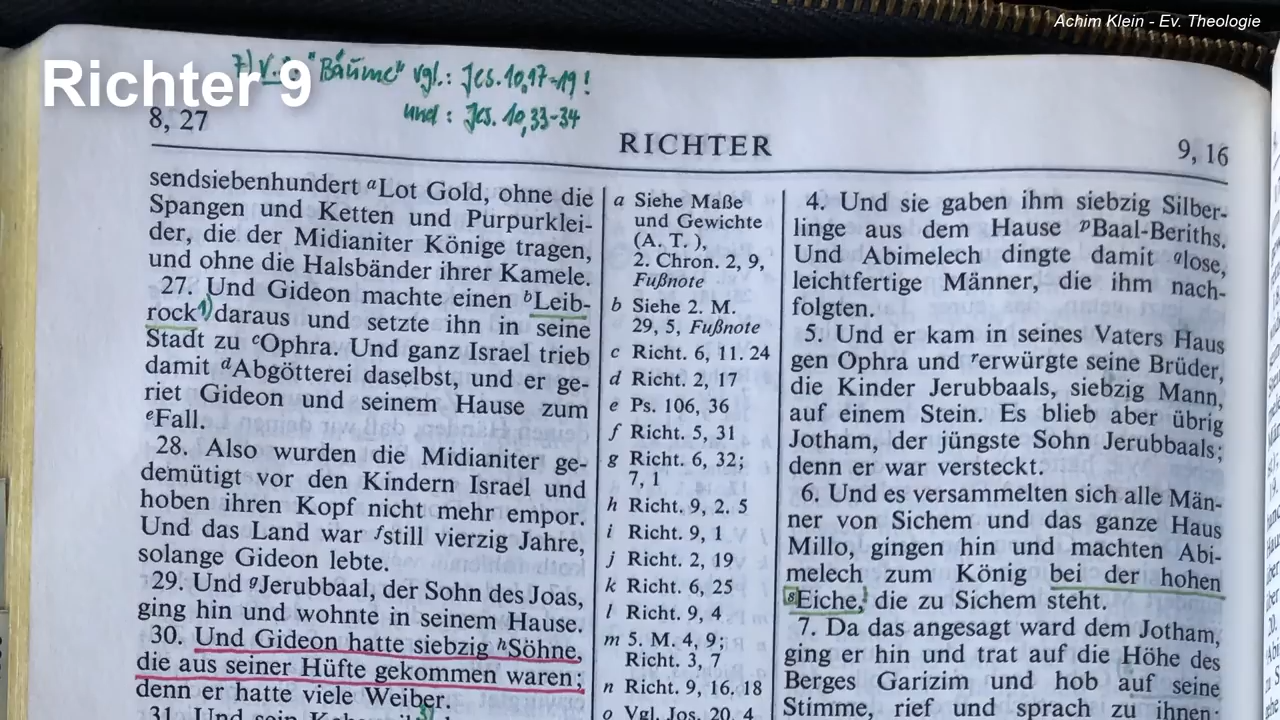 Achim Klein - Ev. Theologie
Richter 9
7) V. "Bäume" vgl.: Jes. 10,17-19!
und: Jes. 10,33-34
8, 27
RICHTER
9, 16
sendsiebenhundert aLot Gold, ohne die
Spangen und Ketten und Purpurklei-
der, die der Midianiter Könige tragen,
und ohne die Halsbänder ihrer Kamele.
27. Und Gideon machte einen bLeib-
rock 1) daraus und setzte ihn in seine
Stadt zu cOphra. Und ganz Israel trieb
damit dAbgötterei daselbst, und er ge-
riet Gideon und seinem Hause zum
eFall.
28. Also wurden die Midianiter ge-
demütigt vor den Kindern Israel und
hoben ihren Kopf nicht mehr empor.
Und das Land war fstill vierzig Jahre,
solange Gideon lebte.
29. Und gJerubbaal, der Sohn des Joas,
ging hin und wohnte in seinem Hause.
30. Und Gideon hatte siebzig hSöhne,
die aus seiner Hüfte gekommen waren;
denn er hatte viele Weiber.
31. Und sein
a Siehe Maße
und Gewichte
(A. T. ),
2. Chron. 2, 9,
Fußnote
b Siehe 2. M.
29, 5, Fußnote
c Richt. 6, 11. 24
d Richt. 2, 17
e Ps. 106, 36
f Richt. 5, 31
g Richt. 6, 32;
7, 1
h Richt. 9, 2. 5
i Richt. 9, 1
j Richt. 2, 19
k Richt. 6, 25
l Richt. 9, 4
m 5. M. 4, 9;
Richt. 3, 7
n Richt. 9, 16. 18
o Vgl. Jos. 20, 4
4. Und sie gaben ihm siebzig Silber-
linge aus dem Hause pBaal-Beriths.
Und Abimelech dingte damit qlose,
leichtfertige Männer, die ihm nach-
folgten.
5. Und er kam in seines Vaters Haus
gen Ophra und rerwürgte seine Brüder,
die Kinder Jerubbaals, siebzig Mann,
auf einem Stein. Es blieb aber übrig
Jotham, der jüngste Sohn Jerubbaals;
denn er war versteckt.
6. Und es versammelten sich alle Män-
ner von Sichem und das ganze Haus
Millo, gingen hin und machten Abi-
melech zum König bei der hohen
sEiche, die zu Sichem steht.
7. Da das angesagt ward dem Jotham,
ging er hin und trat auf die Höhe des
Berges Garizim und hob auf seine
Stimme, rief und sprach zu ihnen: